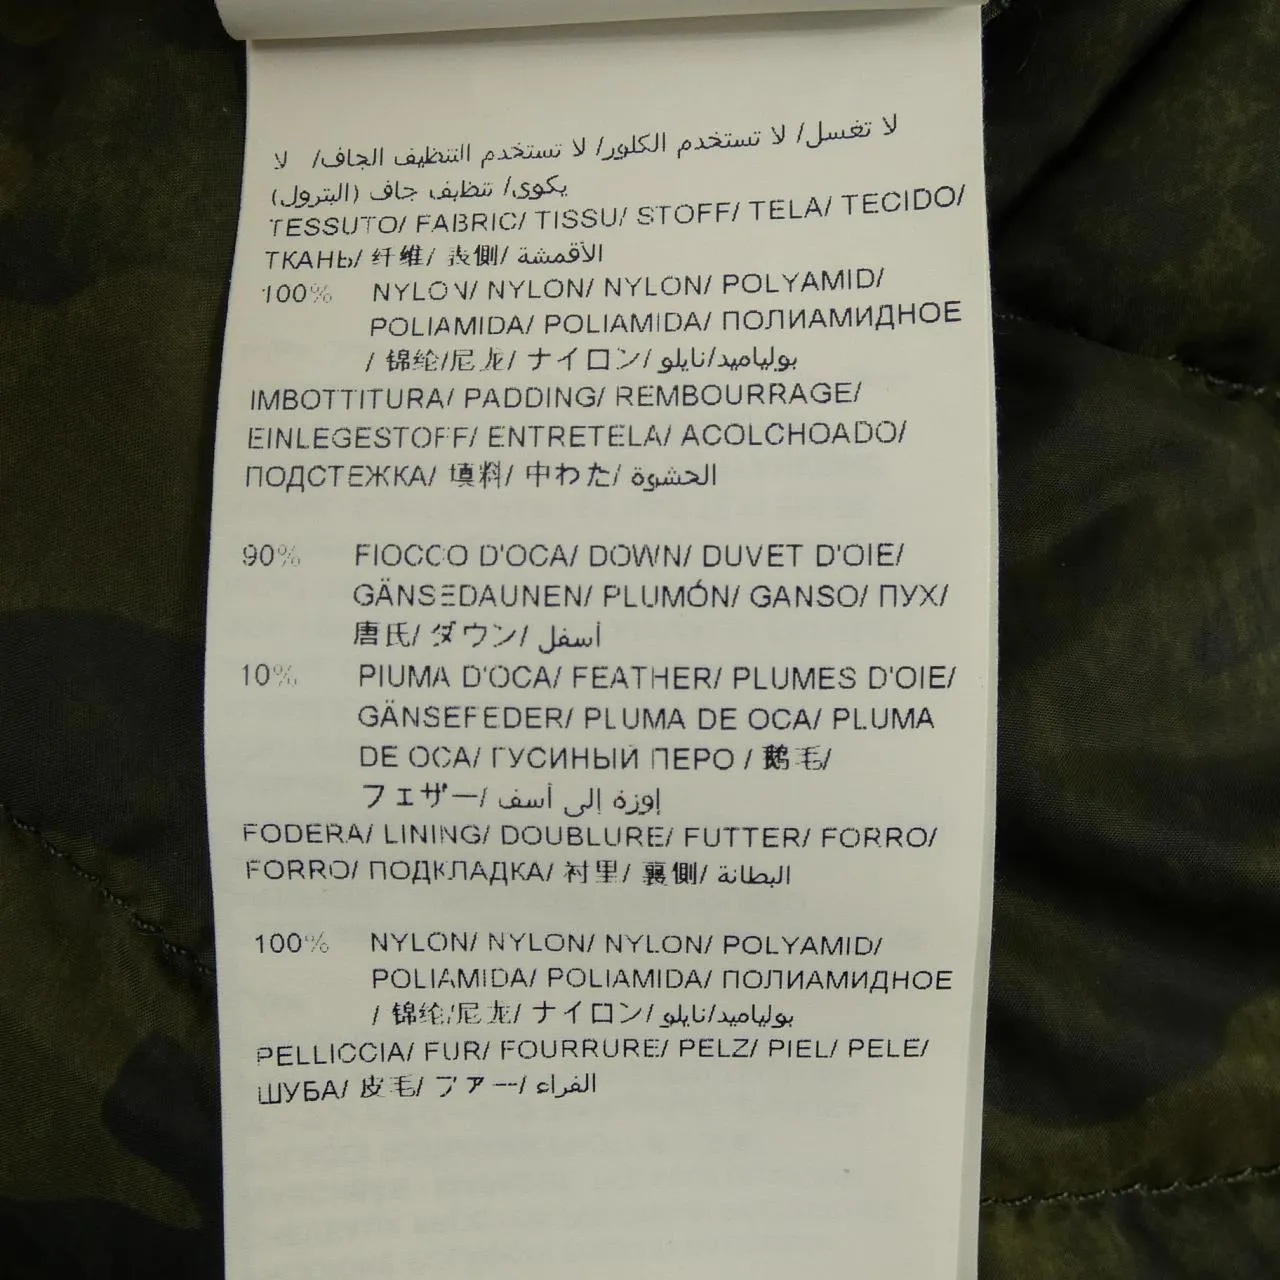 لا تغسل/ لا تستخدم الكلور/ لا تستخدم التنظيف الجاف/ لا
يكوى/ تنظيف جاف (البترول)
TESSUTO/ FABRIC/ TISSU/ STOFF/ TELA/ TECIDO/
ТКАНЬ/ 纤维/ 表側/ الأقمشة
100% NYLON/ NYLON/ NYLON/ POLYAMID/
POLIAMIDA/ POLIAMIDA/ ПОЛИАМИДНОЕ
/ 锦纶/尼龙/ ナイロン/ بولياميد/نايلو
IMBOTTITURA/ PADDING/ REMBOURRAGE/
EINLEGESTOFF/ ENTRETELA/ ACOLCHOADO/
ПОДСТЕЖКА/ 填料/ 中わた/ الحشوة
90% FIOCCO D'OCA/ DOWN/ DUVET D'OIE/
GÄNSEDAUNEN/ PLUMÓN/ GANSO/ ПУХ/
唐氏/ ダウン/ أسفل
10% PIUMA D'OCA/ FEATHER/ PLUMES D'OIE/
GÄNSEFEDER/ PLUMA DE OCA/ PLUMA
DE OCA/ ГУСИНЫЙ ПЕРО / 鹅毛/
フェザー/ إوزة إلى أسف
FODERA/ LINING/ DOUBLURE/ FUTTER/ FORRO/
FORRO/ ПОДКЛАДКА/ 衬里/ 裏側/ البطانة
100% NYLON/ NYLON/ NYLON/ POLYAMID/
POLIAMIDA/ POLIAMIDA/ ПОЛИАМИДНОЕ
/ 锦纶/尼龙/ ナイロン/ بولياميد/نايلو
PELLICCIA/ FUR/ FOURRURE/ PELZ/ PIEL/ PELE/
ШУБА/ 皮毛/ ファー/ الفراء